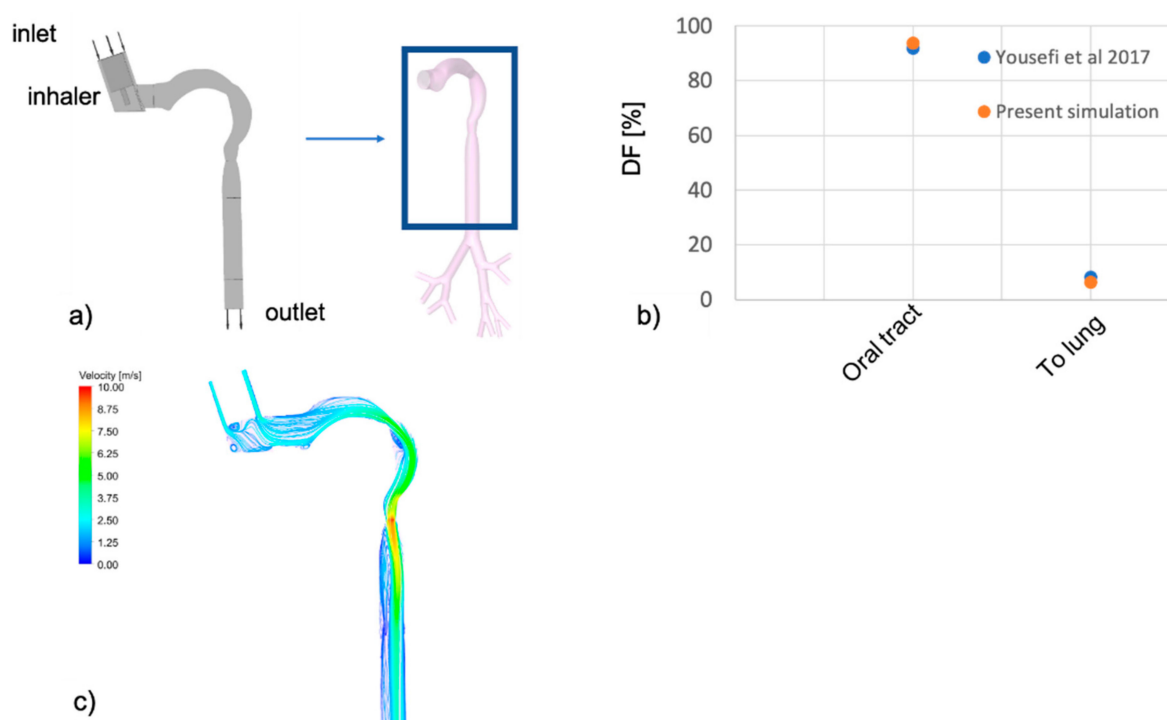 inlet
inhaler
outlet
a)
100
80
60
40
20
0
DF [%]
Yousefi et al 2017
Present simulation
Oral tract
To lung
b)
Velocity [m/s]
10.00
8.75
7.50
6.25
5.00
3.75
2.50
1.25
0.00
c)